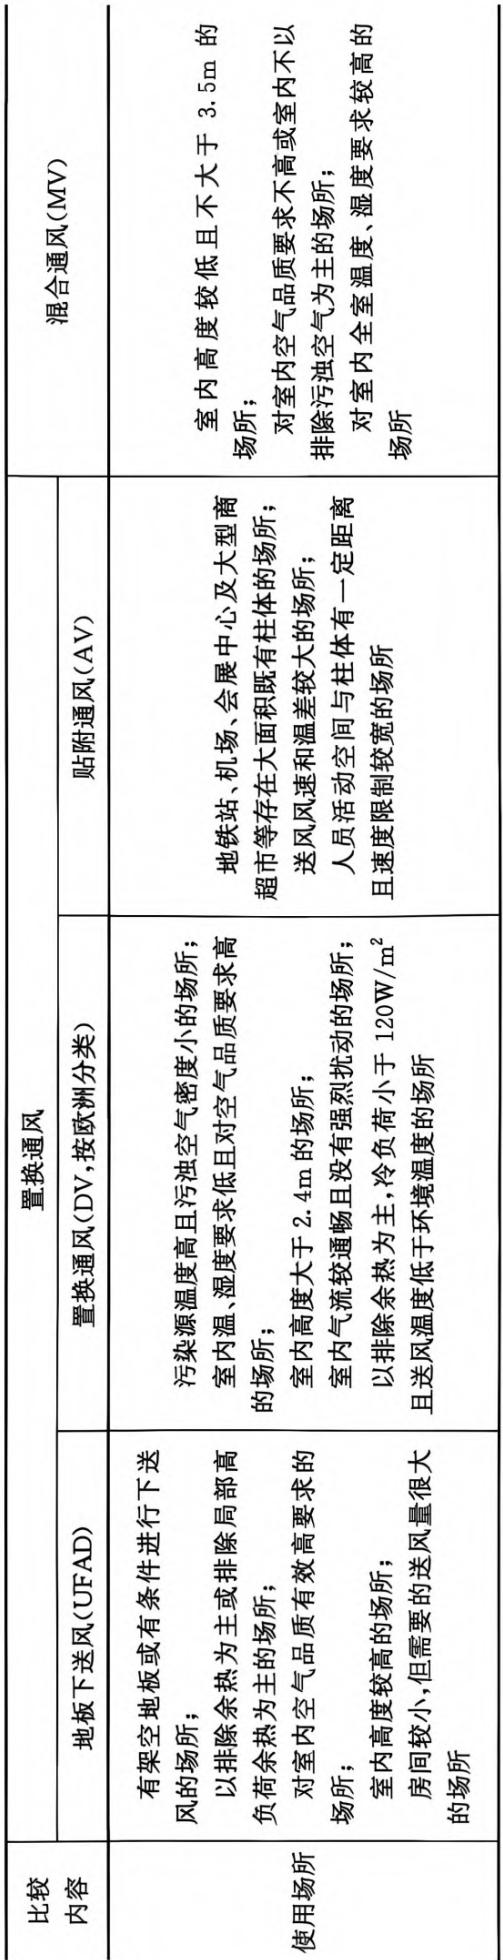 比较
内容
置换通风
混合通风(MV)
地板下送风(UFAD)
置换通风(DV,按欧洲分类)
贴附通风(AV)
使用场所
有架空地板或有条件进行下送
风的场所;
以排除余热为主或排除局部高
负荷余热为主的场所;
对室内空气品质有效高要求的
场所;
室内高度较高的场所;
房间较小,但需要的送风量很大
的场所
污染源温度高且污浊空气密度小的场所;
室内温、湿度要求低且对空气品质要求高
的场所;
室内高度大于2.4m的场所;
室内气流较通畅且没有强烈扰动的场所;
以排除余热为主,冷负荷小于120W/m²
且送风温度低于环境温度的场所
地铁站、机场、会展中心及大型商
超市等存在大面积既有柱体的场所;
送风风速和温差较大的场所;
人员活动空间与柱体有一定距离
且速度限制较宽的场所
室内高度较低且不大于3.5m的
场所;
对室内空气品质要求不高或室内不以
排除污浊空气为主的场所;
对室内全室温度、湿度要求较高的
场所